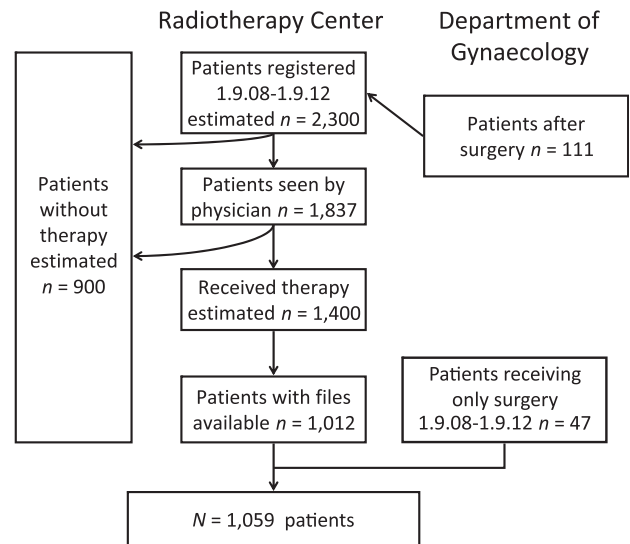 Radiotherapy Center
Department of
Gynaecology
Patients registered
1.9.08-1.9.12
estimated n = 2,300
Patients after
surgery n = 111
Patients
without
therapy
estimated
n = 900
Patients seen by
physician n = 1,837
Received therapy
estimated n = 1,400
Patients with files
available n = 1,012
Patients receiving
only surgery
1.9.08-1.9.12 n = 47
N = 1,059 patients